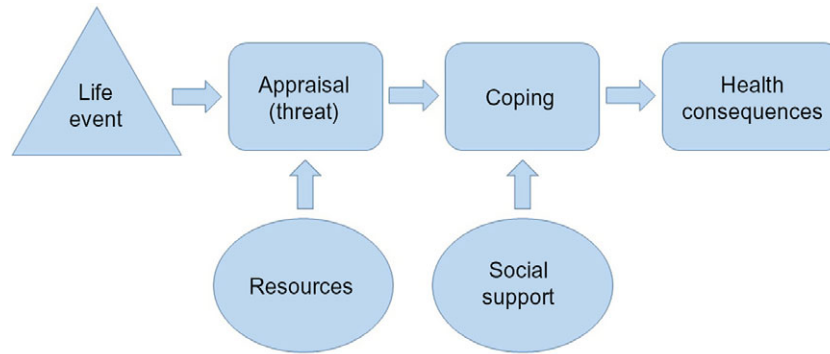 Life
event
Appraisal
(threat)
Coping
Health
consequences
Resources
Social
support